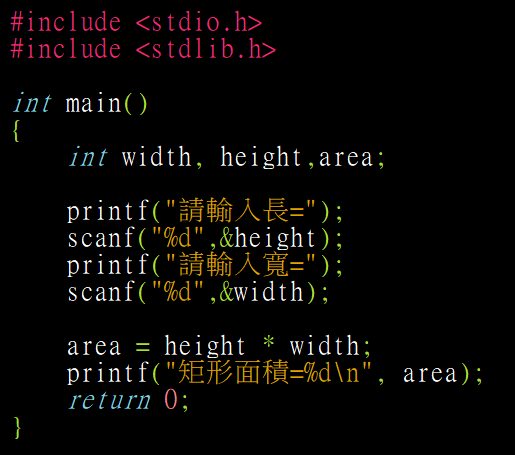 #include <stdio.h>
#include <stdlib.h>
int main()
{
int width, height,area;
printf("請輸入長=");
scanf("%d",&height);
printf("請輸入寬=");
scanf("%d",&width);
area = height * width;
printf("矩形面積=%d\n", area);
return 0;
}